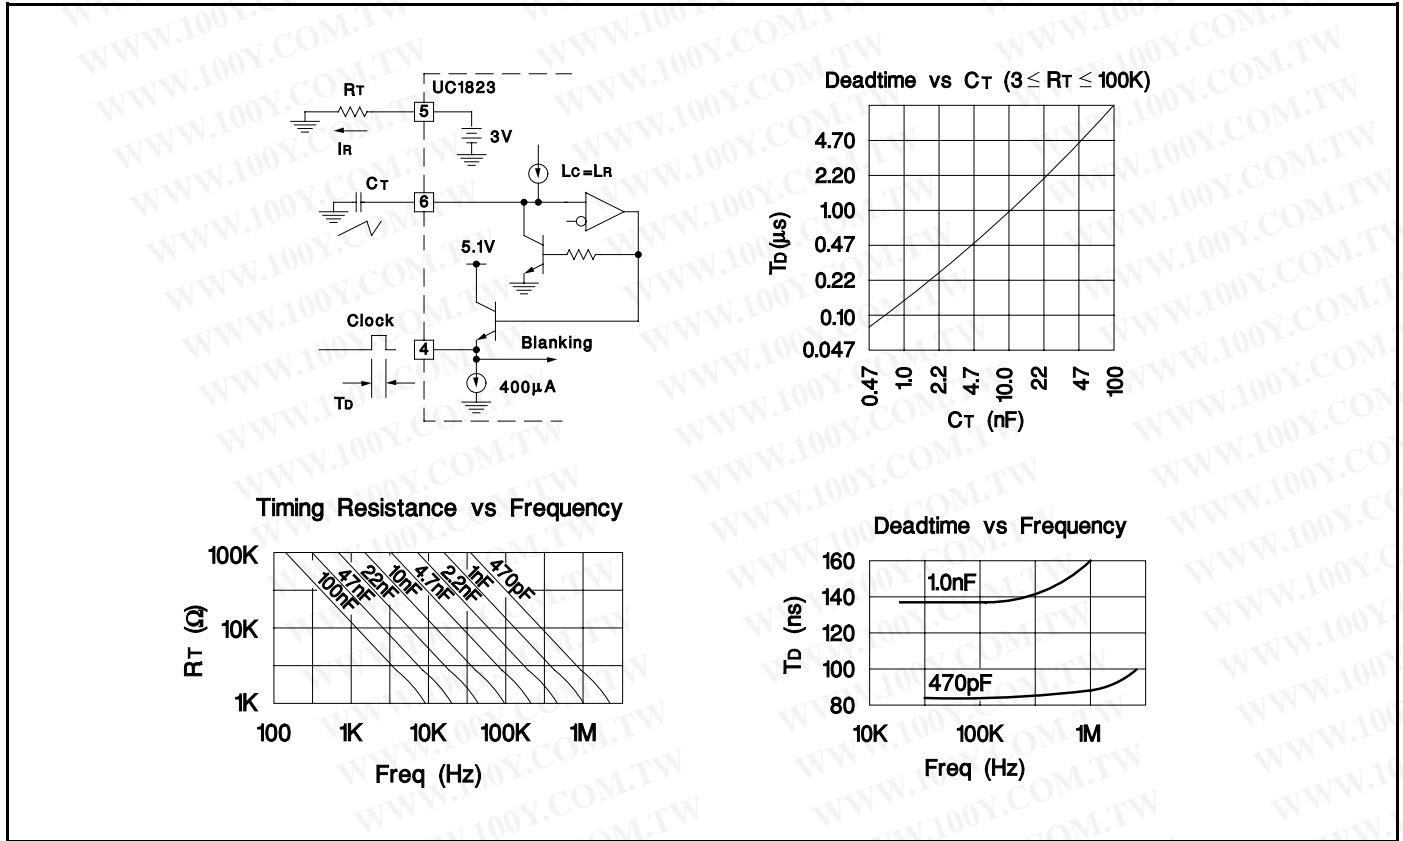 UC1823
RT
5
3V
IR
CT
6
LC=LR
5.1V
Clock
4
Blanking
400µA
TD
Deadtime vs CT (3 ≤ RT ≤ 100K)
TD (µs)
4.70
2.20
1.00
0.47
0.22
0.10
0.047
0.47 1.0 2.2 4.7 10.0 22 47 100
CT (nF)
Timing Resistance vs Frequency
RT (Ω)
100K
10K
1K
100nF 47nF 22nF 10nF 4.7nF 2.2nF 1nF 470pF
100 1K 10K 100K 1M
Freq (Hz)
Deadtime vs Frequency
TD (ns)
160
140
120
100
80
1.0nF
470pF
10K 100K 1M
Freq (Hz)
WWW.100Y.COM.TW